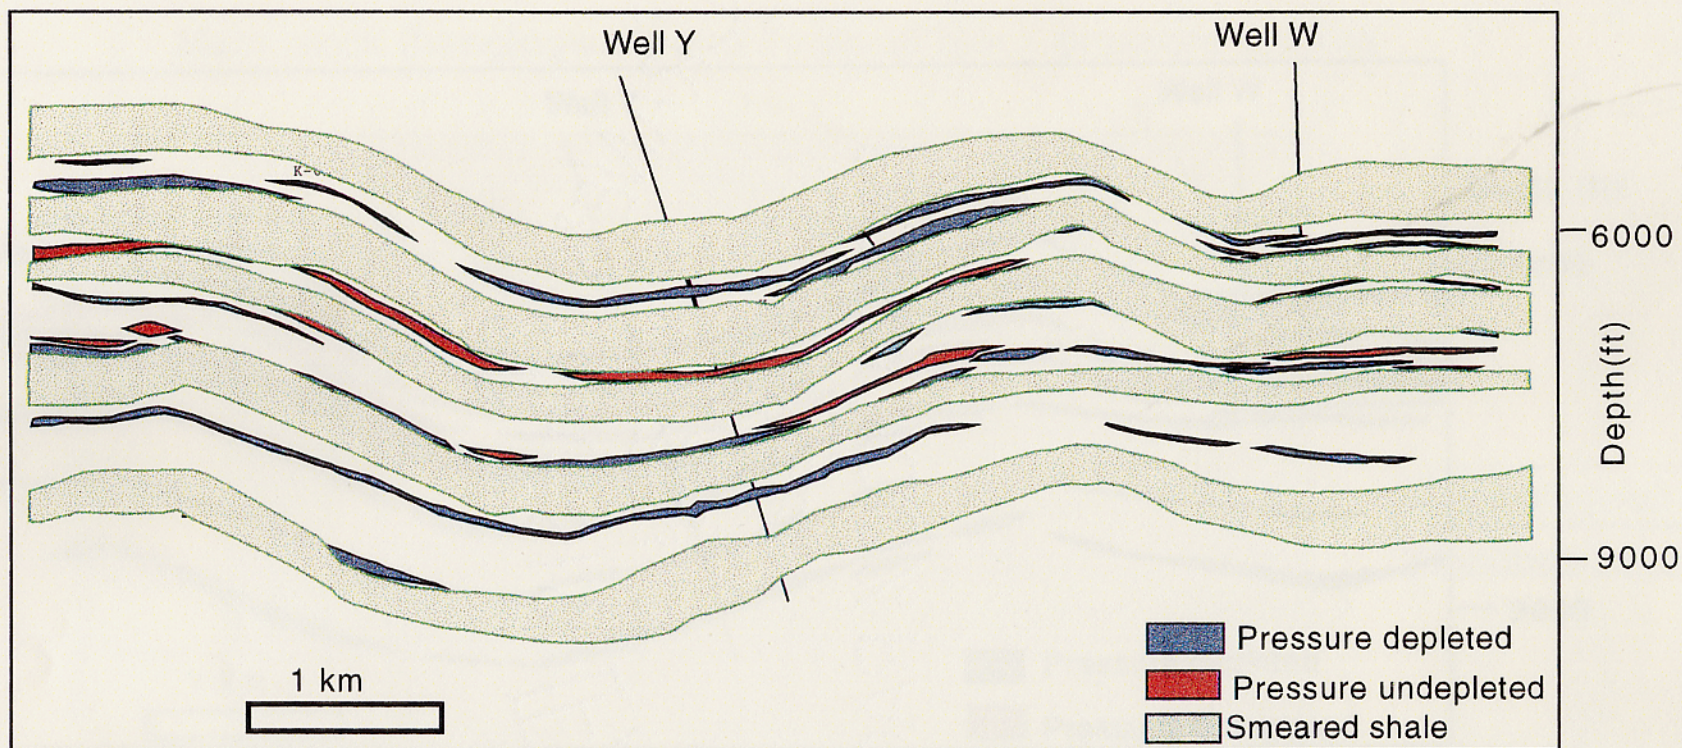 Well Y
Well W
6000
Depth(ft)
9000
Pressure depleted
1 km
Pressure undepleted
Smeared shale